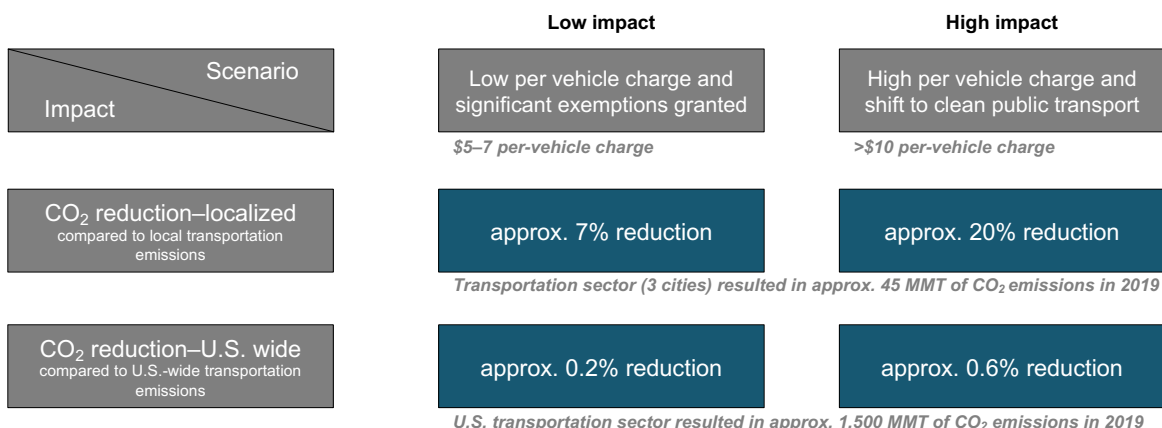 Low impact
High impact
Scenario
Impact
Low per vehicle charge and
significant exemptions granted
High per vehicle charge and
shift to clean public transport
$5–7 per-vehicle charge
>$10 per-vehicle charge
CO₂ reduction–localized
compared to local transportation
emissions
approx. 7% reduction
approx. 20% reduction
Transportation sector (3 cities) resulted in approx. 45 MMT of CO₂ emissions in 2019
CO₂ reduction–U.S. wide
compared to U.S.-wide transportation
emissions
approx. 0.2% reduction
approx. 0.6% reduction
U.S. transportation sector resulted in approx. 1,500 MMT of CO₂ emissions in 2019